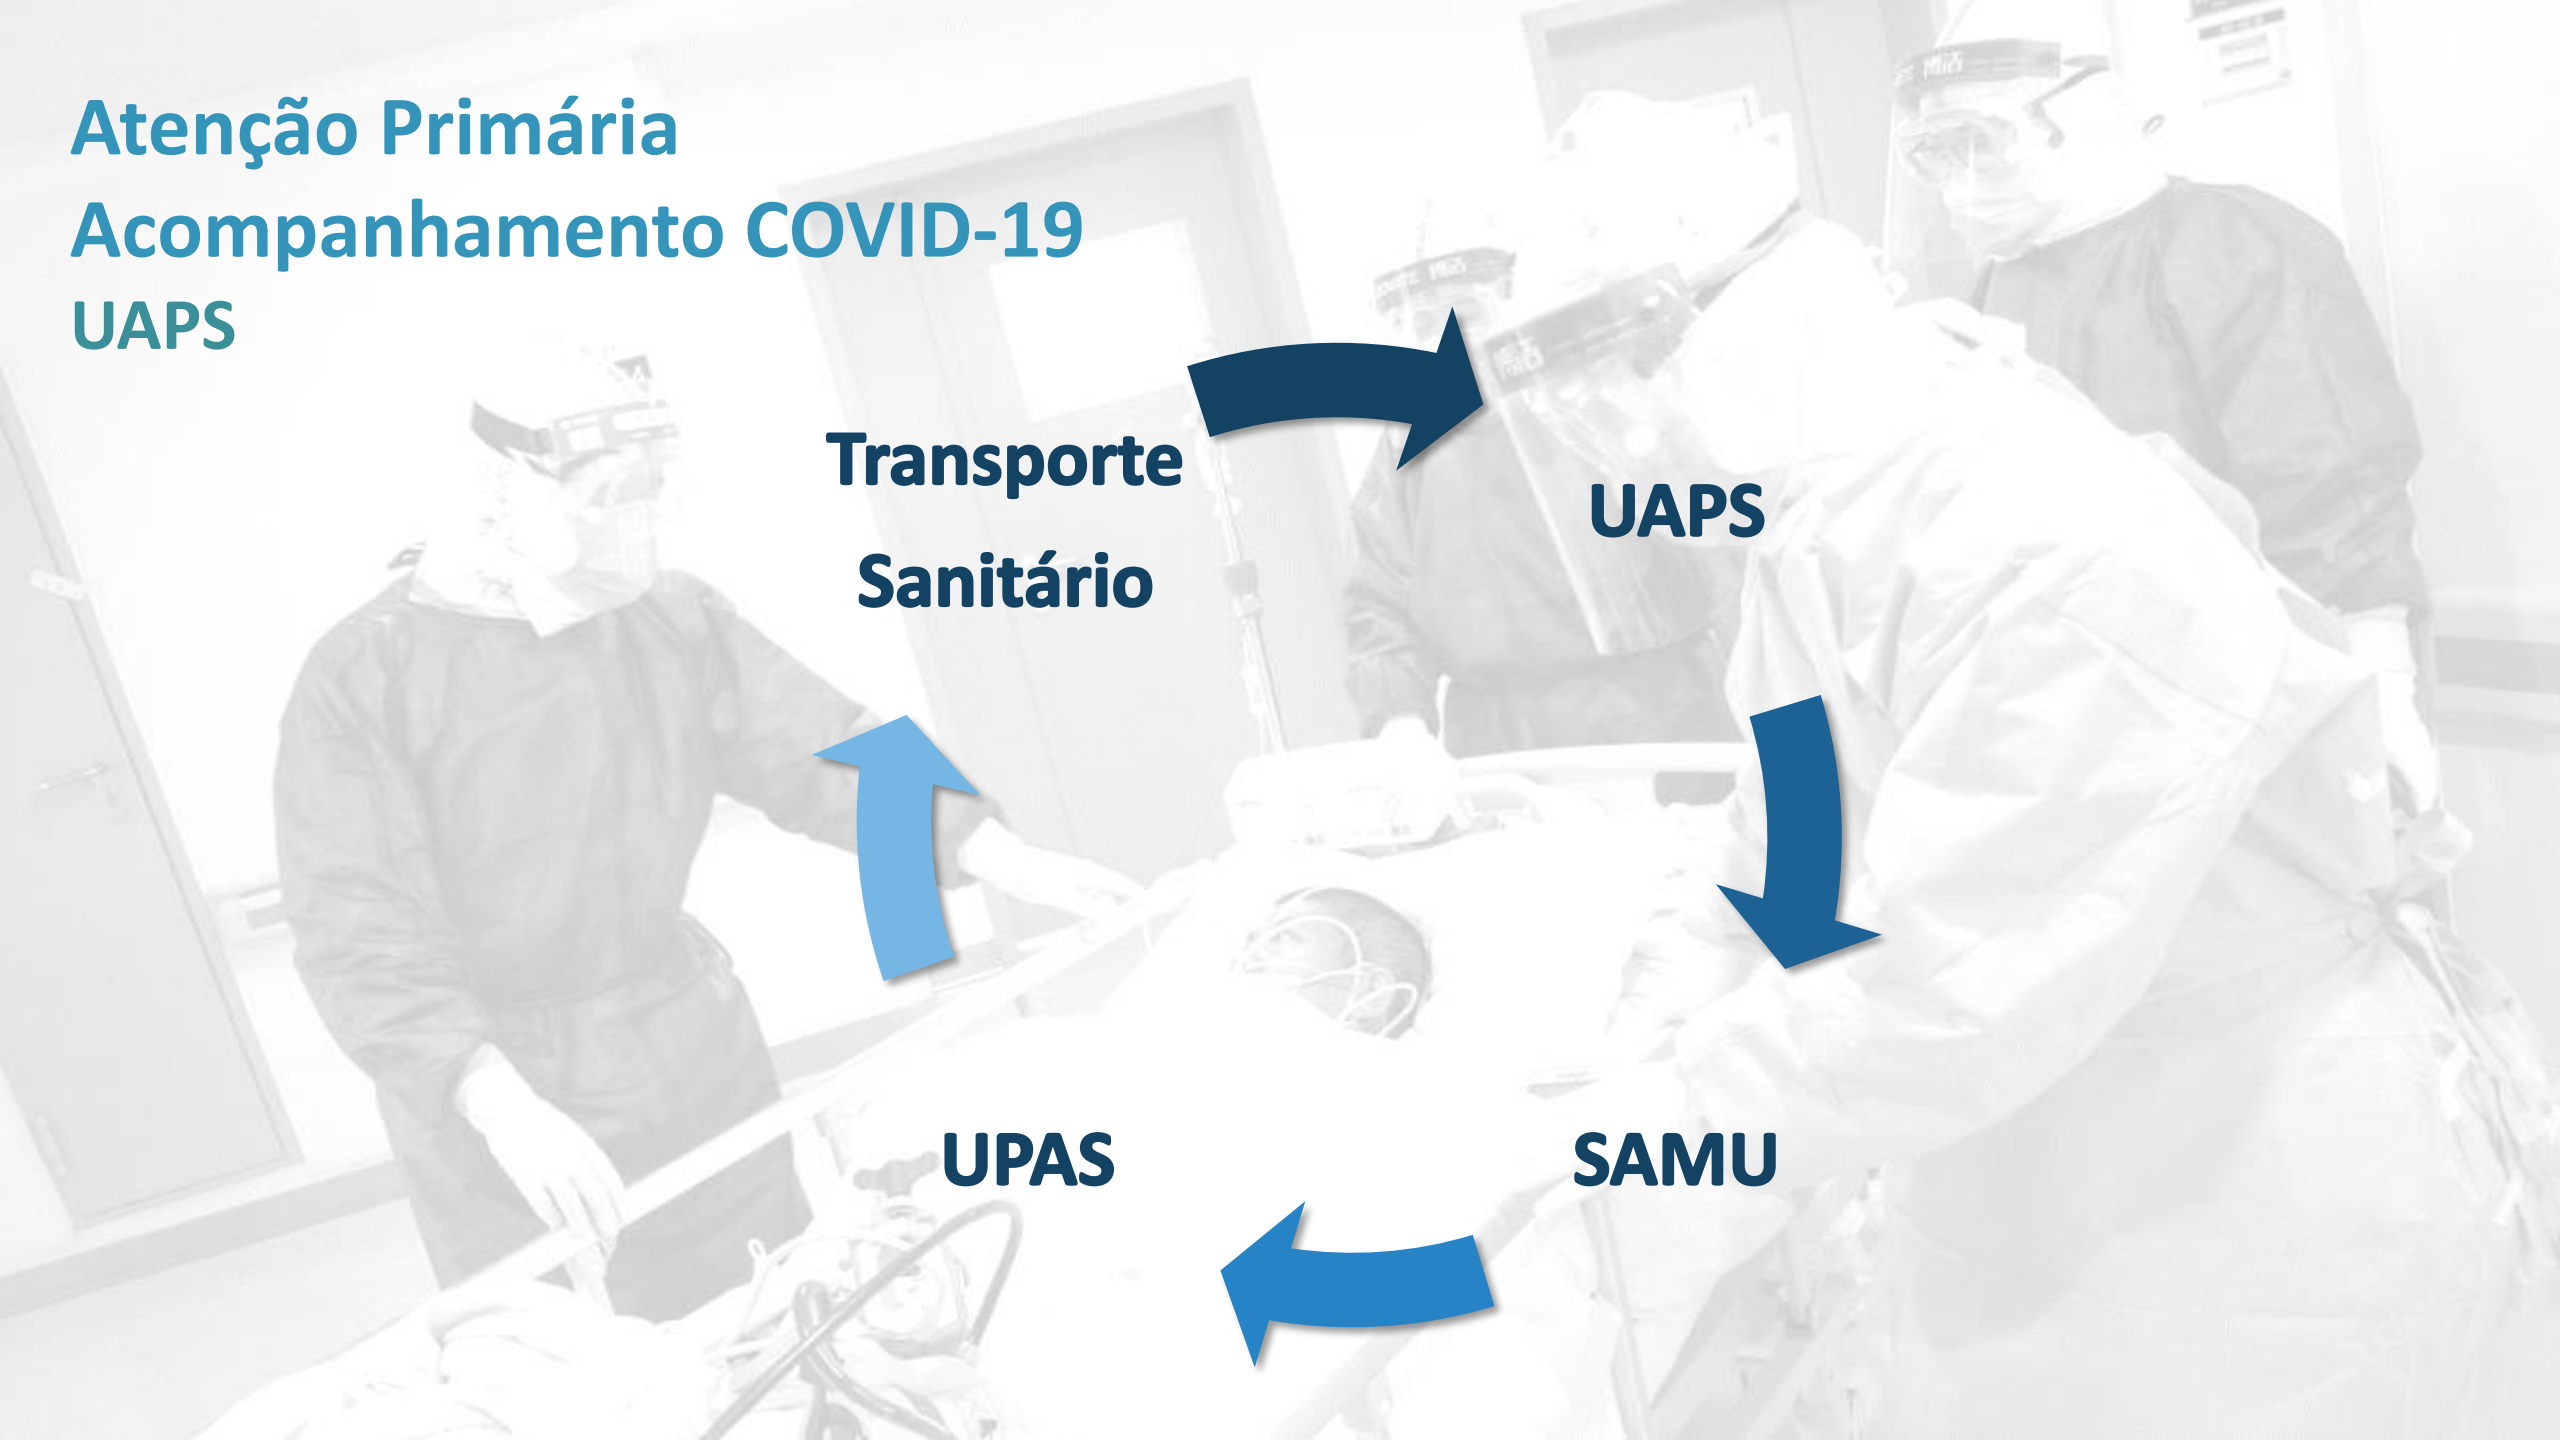 Atenção Primária
Acompanhamento COVID-19
UAPS
Transporte
Sanitário
UAPS
UPAS
SAMU